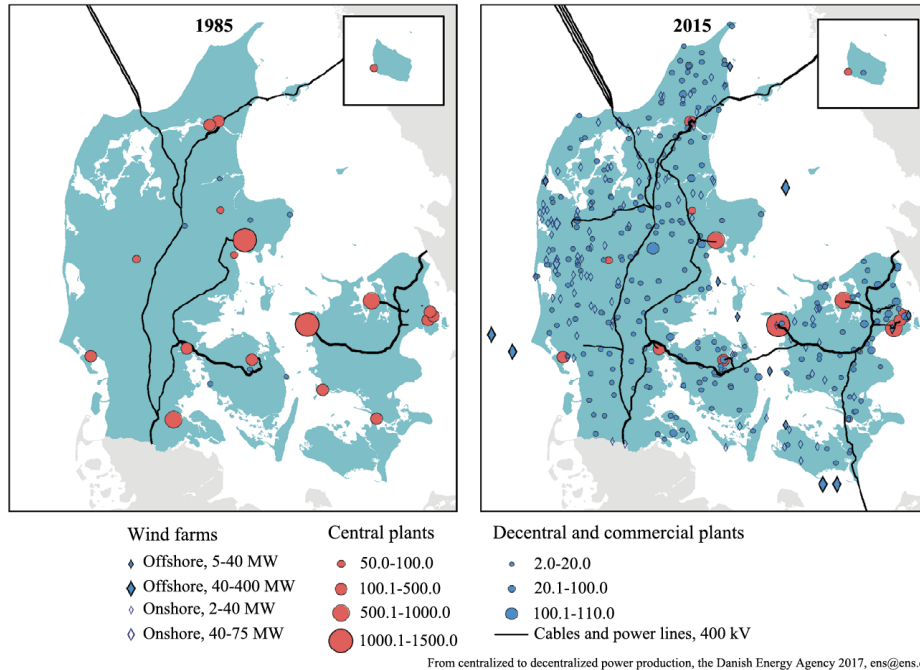 1985
2015
Wind farms
Offshore, 5-40 MW
Offshore, 40-400 MW
Onshore, 2-40 MW
Onshore, 40-75 MW
Central plants
50.0-100.0
100.1-500.0
500.1-1000.0
1000.1-1500.0
Decentral and commercial plants
2.0-20.0
20.1-100.0
100.1-110.0
Cables and power lines, 400 kV
From centralized to decentralized power production, the Danish Energy Agency 2017, ens@ens.